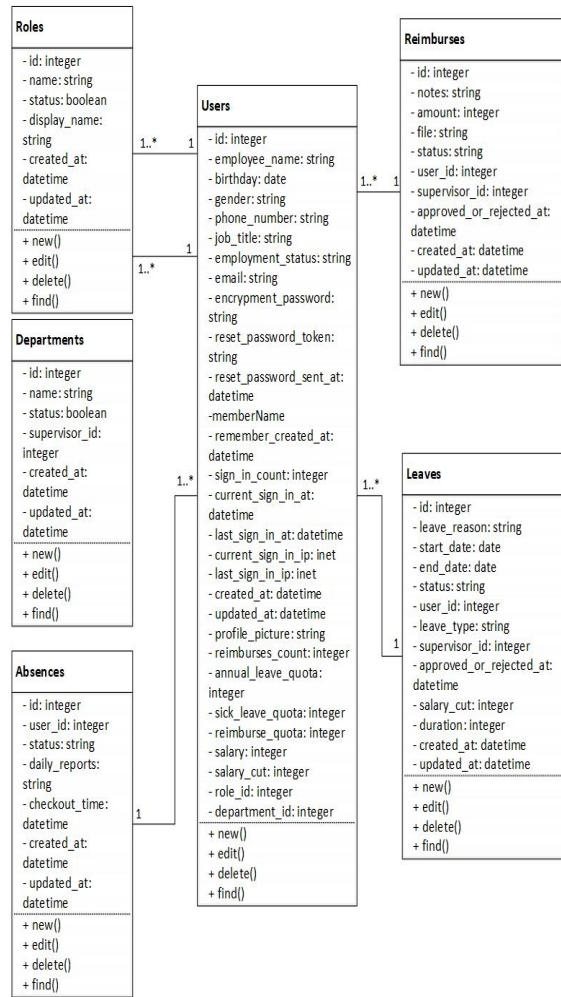 Roles
- id: integer
- name: string
- status: boolean
- display_name:
string
- created_at:
datetime
- updated_at:
datetime
+ new()
+ edit()
+ delete()
+ find()
1..*
1
1
1..*
Departments
- id: integer
- name: string
- status: boolean
- supervisor_id:
integer
- created_at:
datetime
- updated_at:
datetime
+ new()
+ edit()
+ delete()
+ find()
Absences
- id: integer
- user_id: integer
- status: string
- daily_reports:
string
- checkout_time:
datetime
- created_at:
datetime
- updated_at:
datetime
+ new()
+ edit()
+ delete()
+ find()
1
1..*
Users
- id: integer
- employee_name: string
- birthday: date
- gender: string
- phone_number: string
- job_title: string
- employment_status: string
- email: string
- encrypment_password:
string
- reset_password_token:
string
- reset_password_sent_at:
datetime
-memberName
- remember_created_at:
datetime
- sign_in_count: integer
- current_sign_in_at:
datetime
- last_sign_in_at: datetime
- current_sign_in_ip: inet
- last_sign_in_ip: inet
- created_at: datetime
- updated_at: datetime
- profile_picture: string
- reimburses_count: integer
- annual_leave_quota:
integer
- sick_leave_quota: integer
- reimburse_quota: integer
- salary: integer
- salary_cut: integer
- role_id: integer
- department_id: integer
+ new()
+ edit()
+ delete()
+ find()
1..*
1
1..*
1
Reimburses
- id: integer
- notes: string
- amount: integer
- file: string
- status: string
- user_id: integer
- supervisor_id: integer
- approved_or_rejected_at:
datetime
- created_at: datetime
- updated_at: datetime
+ new()
+ edit()
+ delete()
+ find()
Leaves
- id: integer
- leave_reason: string
- start_date: date
- end_date: date
- status: string
- user_id: integer
- leave_type: string
- supervisor_id: integer
- approved_or_rejected_at:
datetime
- salary_cut: integer
- duration: integer
- created_at: datetime
- updated_at: datetime
+ new()
+ edit()
+ delete()
+ find()